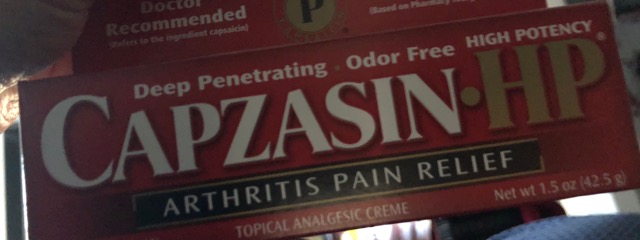 Doctor
Recommended
(Refers to the ingredient capsaicin)
P
(Based on Pharmacy
Deep Penetrating • Odor Free HIGH POTENCY
CAPZASIN•HP®
ARTHRITIS PAIN RELIEF
TOPICAL ANALGESIC CREME
Net wt 1.5 oz (42.5 g)